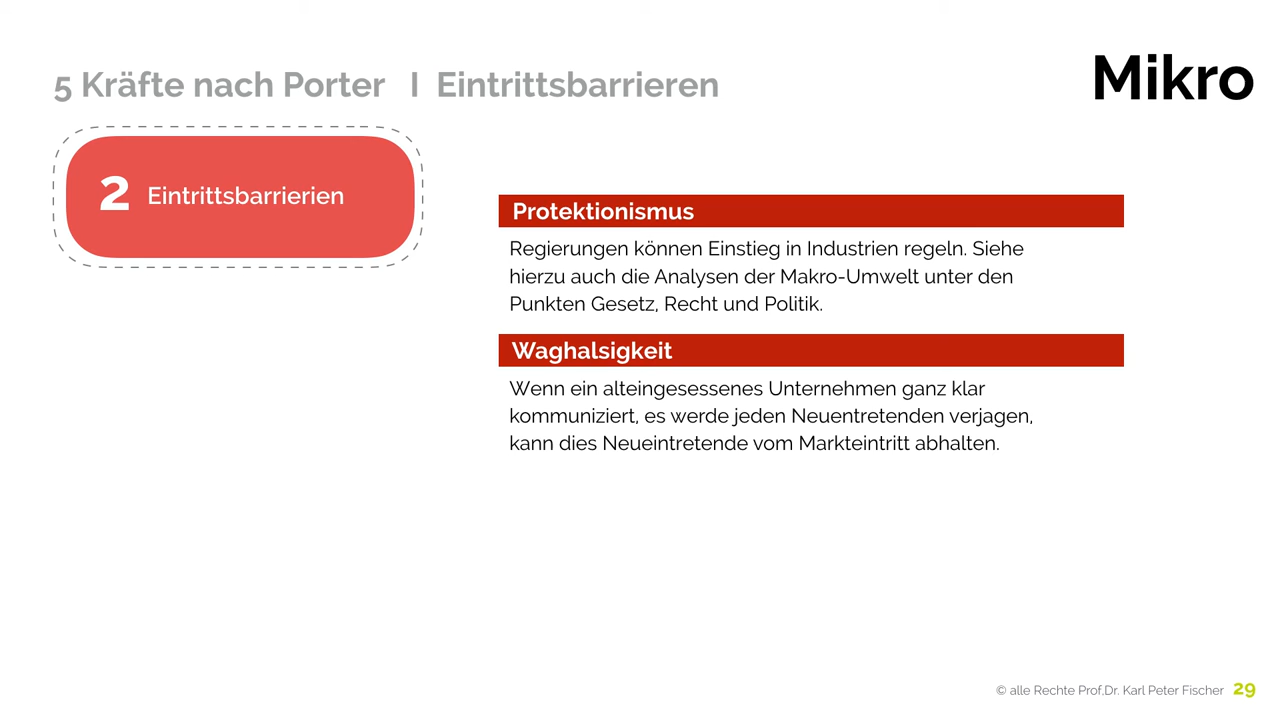 5 Kräfte nach Porter I Eintrittsbarrieren
Mikro
2 Eintrittsbarrierien
Protektionismus
Regierungen können Einstieg in Industrien regeln. Siehe
hierzu auch die Analysen der Makro-Umwelt unter den
Punkten Gesetz, Recht und Politik.
Waghalsigkeit
Wenn ein alteingesessenes Unternehmen ganz klar
kommuniziert, es werde jeden Neuentretenden verjagen,
kann dies Neueintretende vom Markteintritt abhalten.
© alle Rechte Prof.Dr. Karl Peter Fischer 29